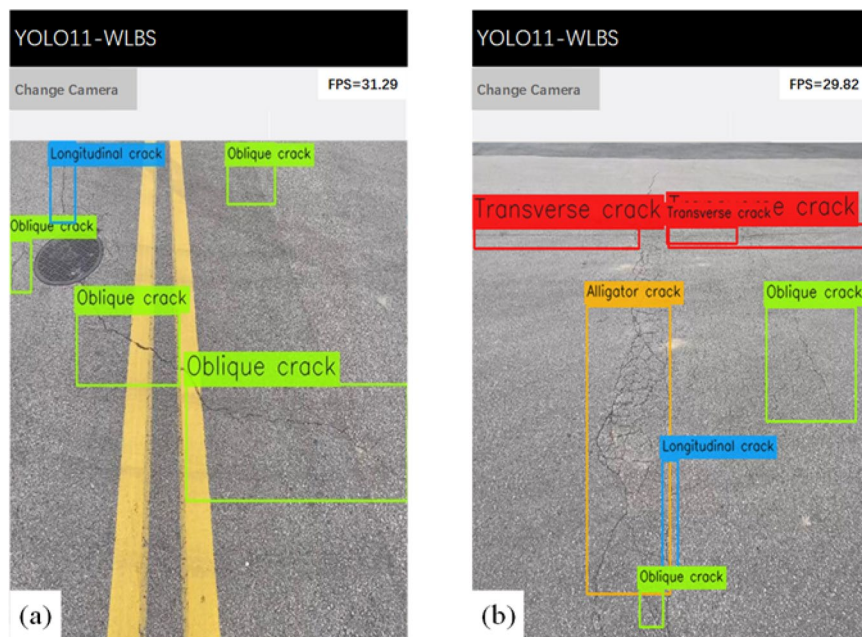 YOLO11-WLBS
Change Camera
FPS=31.29
Longitudinal crack
Oblique crack
Oblique crack
Oblique crack
Oblique crack
(a)
YOLO11-WLBS
Change Camera
FPS=29.82
Transverse crack
Transverse crack
e crack
Alligator crack
Oblique crack
Longitudinal crack
Oblique crack
(b)